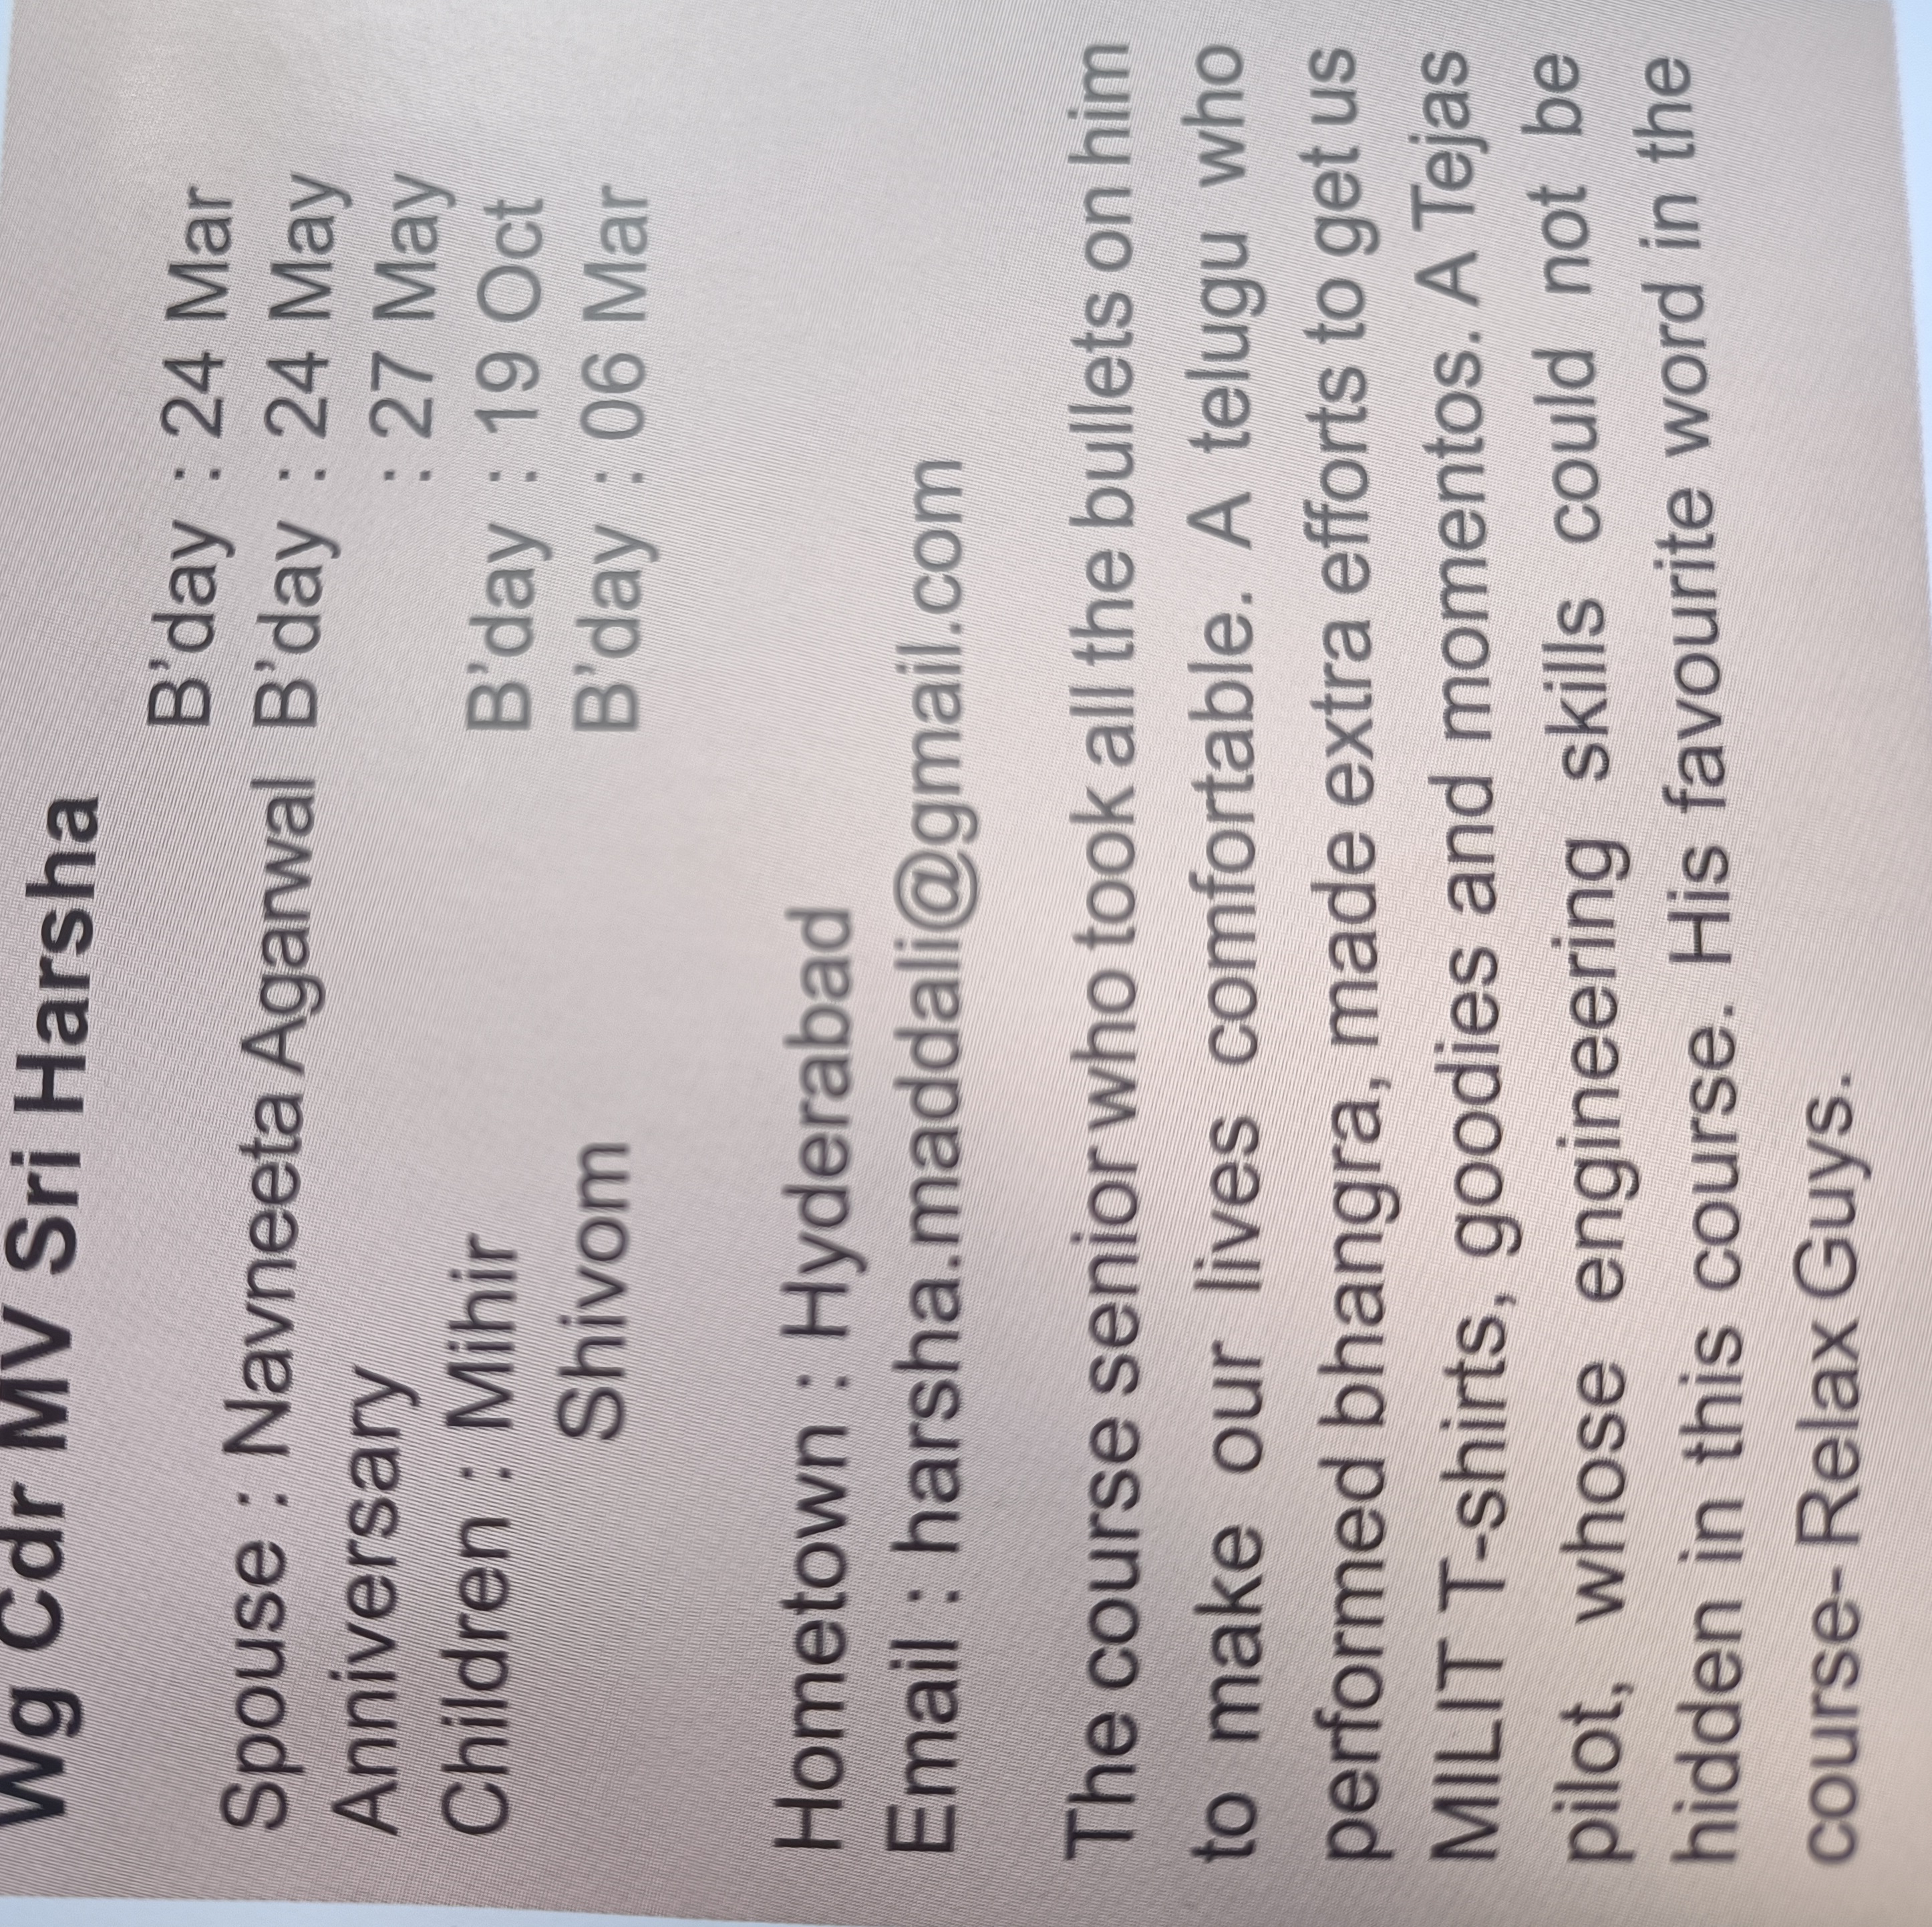 Wg Cdr MV Sri Harsha
B'day : 24 Mar
Spouse : Navneeta Agarwal B'day : 24 May
Anniversary : 27 May
Children : Mihir B'day : 19 Oct
Shivom B'day : 06 Mar
Hometown : Hyderabad
Email : harsha.maddali@gmail.com
The course senior who took all the bullets on him
to make our lives comfortable. A telugu who
performed bhangra, made extra efforts to get us
MILIT T-shirts, goodies and momentos. A Tejas
pilot, whose engineering skills could not be
hidden in this course. His favourite word in the
course- Relax Guys.